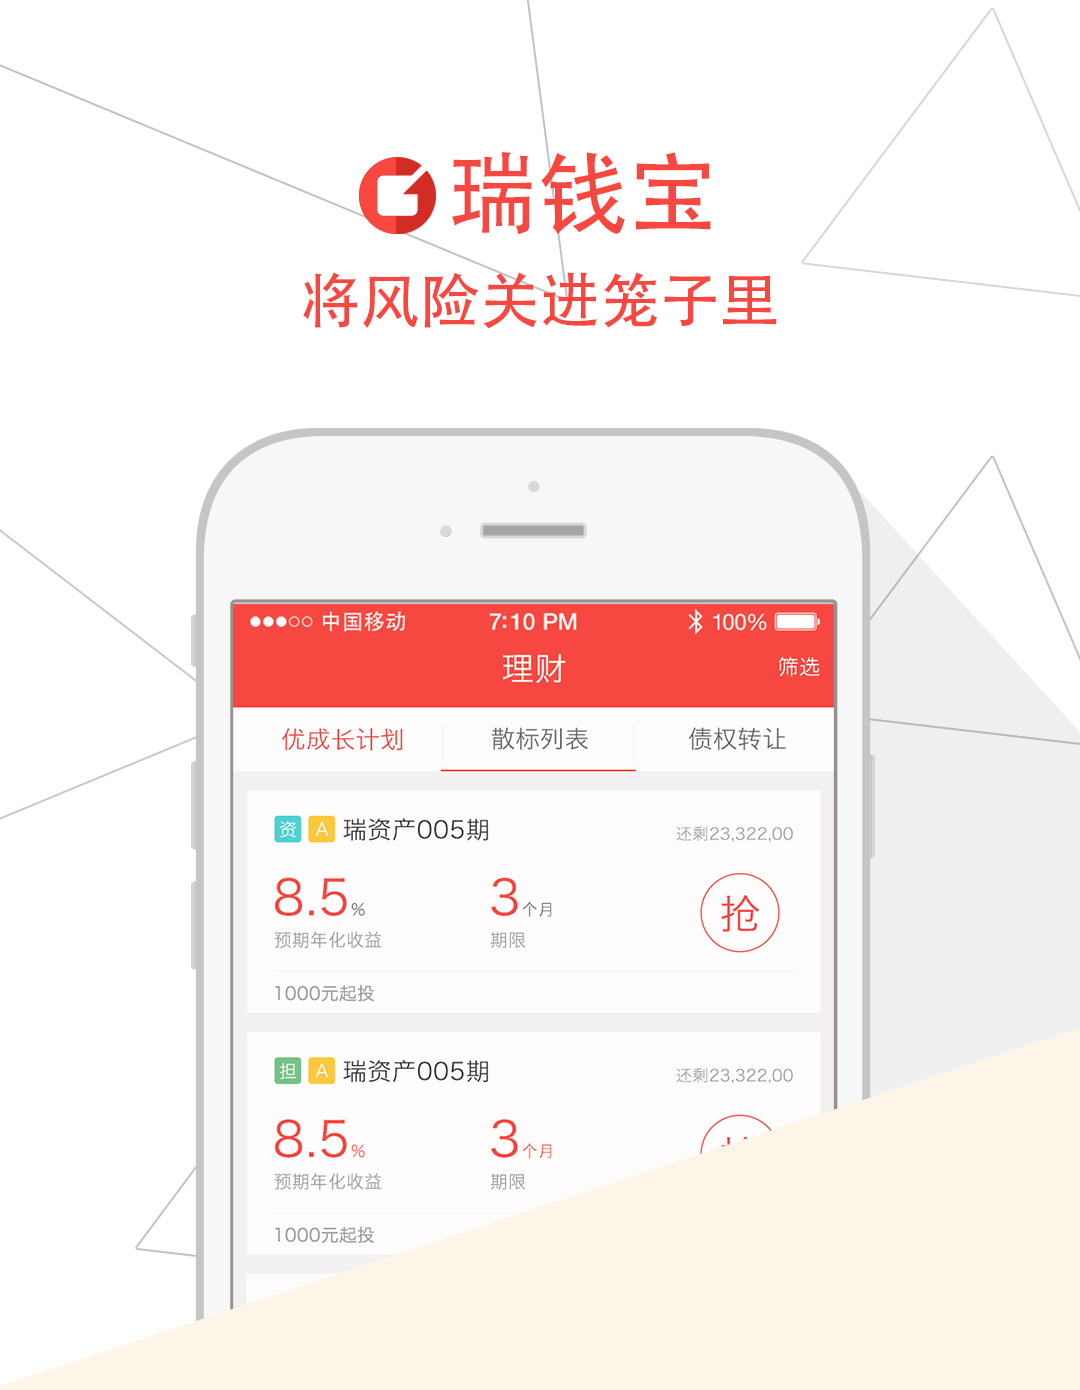 瑞钱宝
将风险关进笼子里
中国移动 7:10 PM 100%
理财 筛选
优成长计划 散标列表 债权转让
资 A 瑞资产005期 还剩23,322,00
8.5% 3个月 抢
预期年化收益 期限
1000元起投
担 A 瑞资产005期 还剩23,322,00
8.5% 3个月
预期年化收益 期限
1000元起投